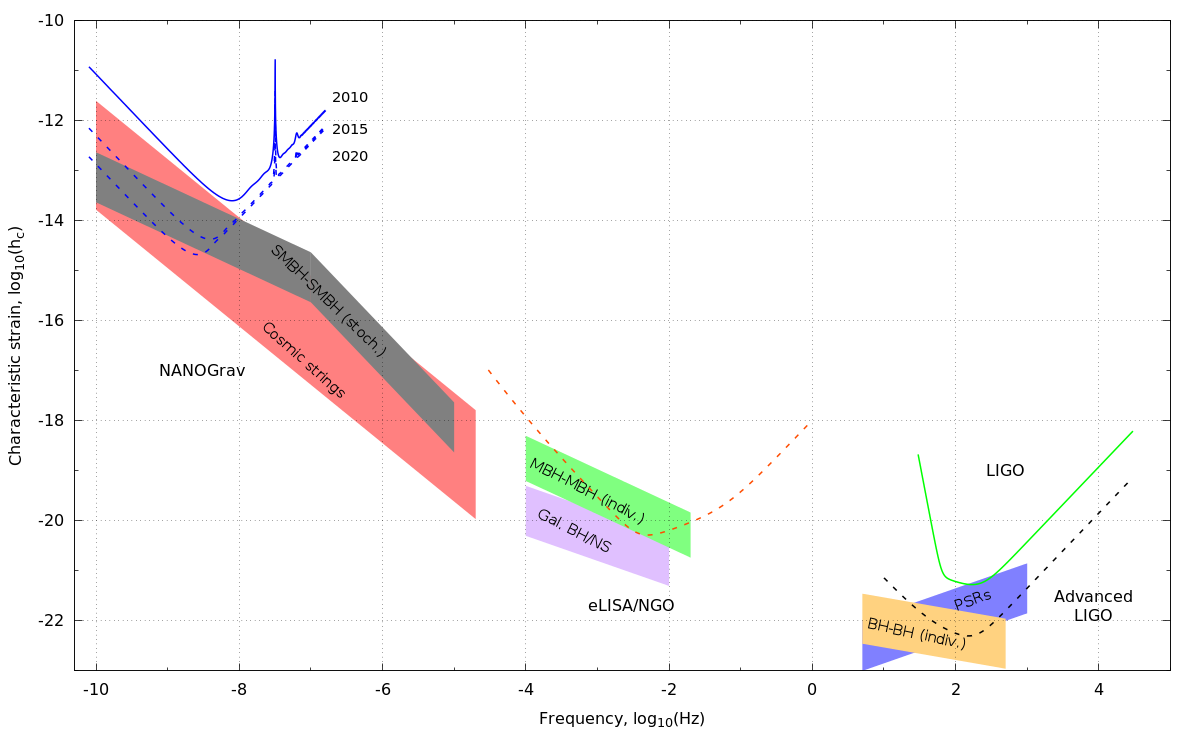 -10
-12
-14
-16
-18
-20
-22
Characteristic strain, log10(hc)
2010
2015
2020
SMBH-SMBH (stoch.)
Cosmic strings
NANOGrav
MBH-MBH (indiv.)
Gal. BH/NS
eLISA/NGO
LIGO
PSRs
BH-BH (indiv.)
Advanced
LIGO
-10 -8 -6 -4 -2 0 2 4
Frequency, log10(Hz)